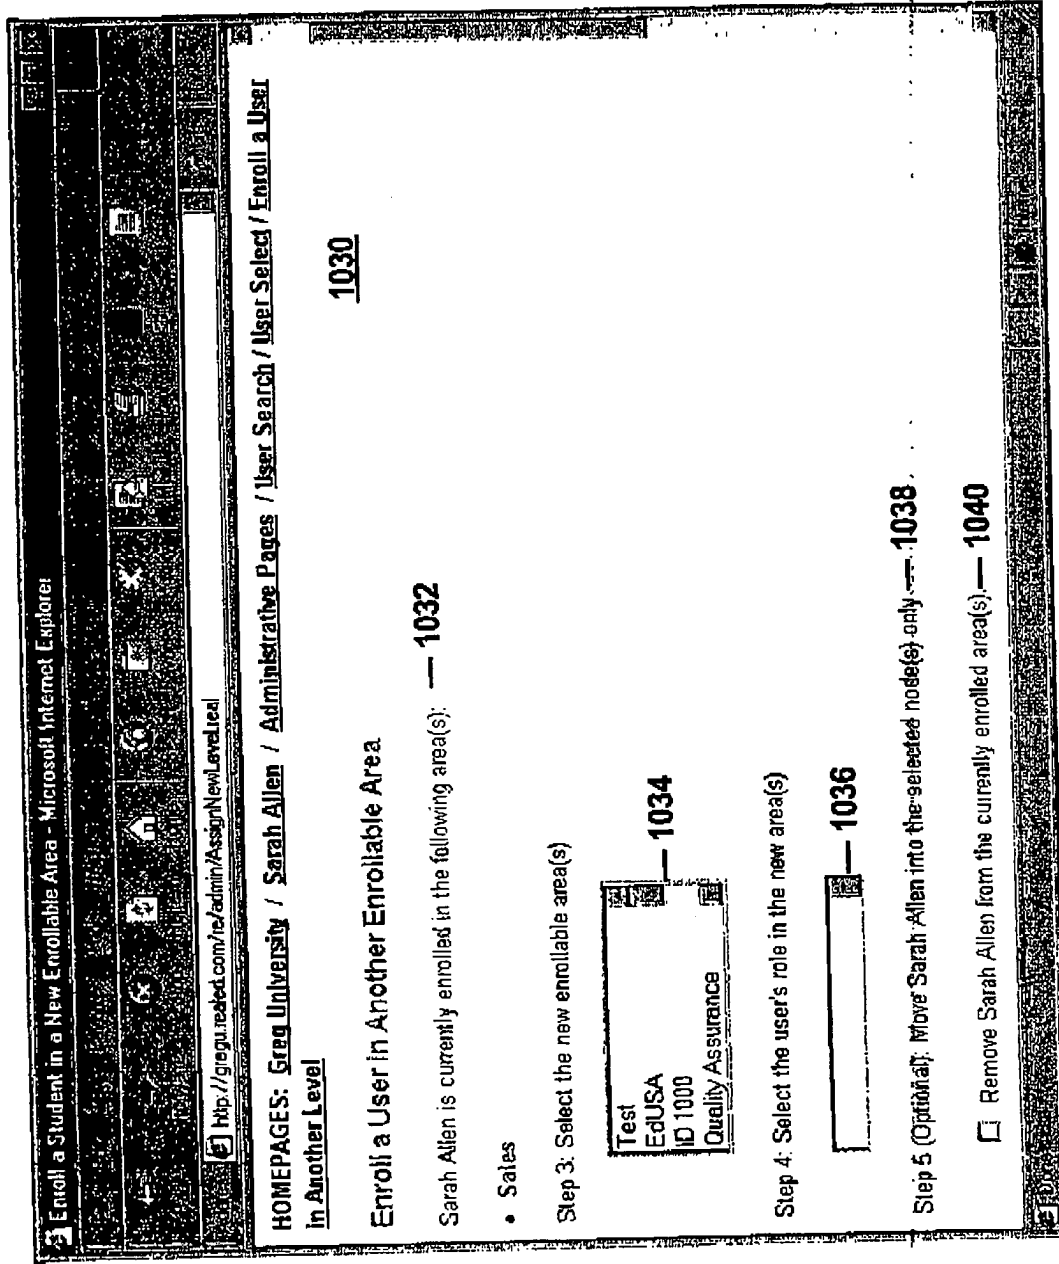 Enroll a Student in a New Enrollable Area - Microsoft Internet Explorer
http://gregu.realed.com/re/admin/AssignNewLevel.real
HOMEPAGES: Greg University / Sarah Allen / Administrative Pages / User Search / User Select / Enroll a User
in Another Level
1030
Enroll a User in Another Enrollable Area
Sarah Allen is currently enrolled in the following area(s): — 1032
• Sales
Step 3: Select the new enrollable area(s)
Test
EdUSA
ID 1000
Quality Assurance
1034
Step 4: Select the user's role in the new area(s)
1036
Step 5 (Optional): Move Sarah Allen into the selected node(s) only. — 1038
Remove Sarah Allen from the currently enrolled area(s). — 1040